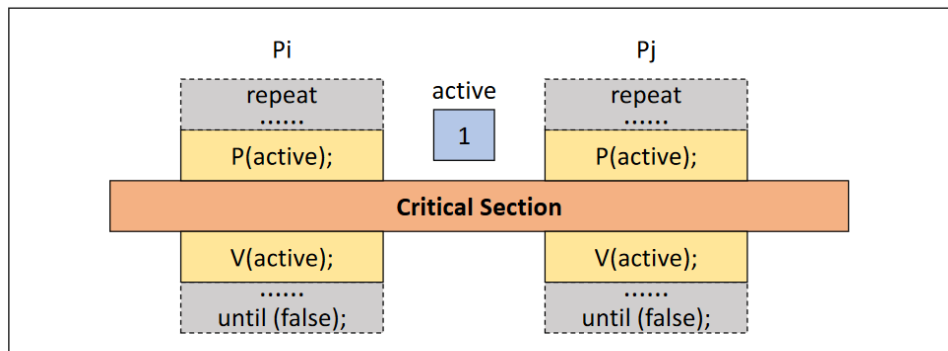 Pi
Pj
repeat
......
active
repeat
......
1
P(active);
P(active);
Critical Section
V(active);
V(active);
......
until (false);
......
until (false);